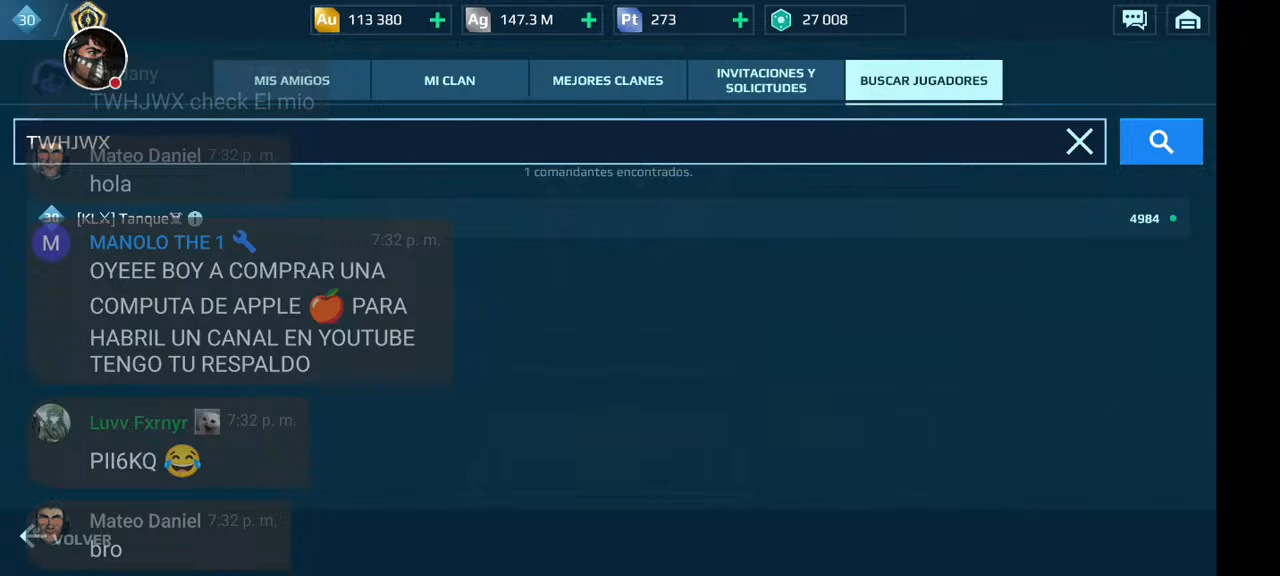 30
Au 113 380 +
Ag 147.3 M +
Pt 273 +
27 008
MIS AMIGOS
MI CLAN
MEJORES CLANES
INVITACIONES Y
SOLICITUDES
BUSCAR JUGADORES
TWHJWX check El mio
TWHJWX
Mateo Daniel 7:32 p. m.
hola
1 comandantes encontrados.
30 [KLX] Tanque
4984
M
MANOLO THE 1 🔧 7:32 p. m.
OYEEE BOY A COMPRAR UNA
COMPUTA DE APPLE 🍎 PARA
HABRIL UN CANAL EN YOUTUBE
TENGO TU RESPALDO
Luvv Fxrnyr 7:32 p. m.
PII6KQ 😂
Mateo Daniel 7:32 p. m.
VOLVER
bro